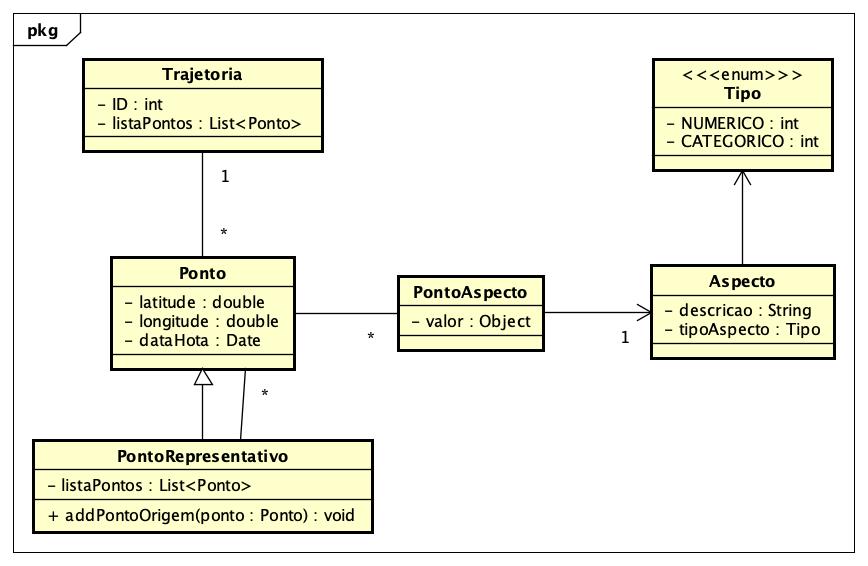 pkg
Trajetoria
- ID : int
- listaPontos : List<Ponto>
<<<enum>>>
Tipo
- NUMERICO : int
- CATEGORICO : int
1
*
Ponto
- latitude : double
- longitude : double
- dataHota : Date
PontoAspecto
- valor : Object
*
Aspecto
- descricao : String
- tipoAspecto : Tipo
1
*
PontoRepresentativo
- listaPontos : List<Ponto>
+ addPontoOrigem(ponto : Ponto) : void